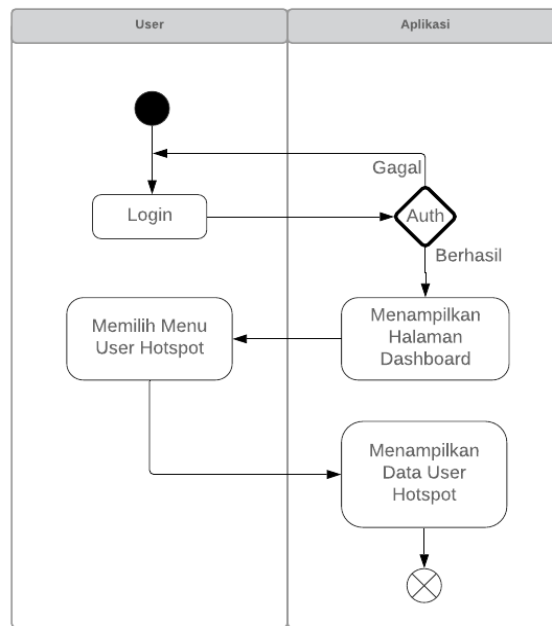 User
Aplikasi
Gagal
Login
Auth
Berhasil
Memilih Menu
User Hotspot
Menampilkan
Halaman
Dashboard
Menampilkan
Data User
Hotspot